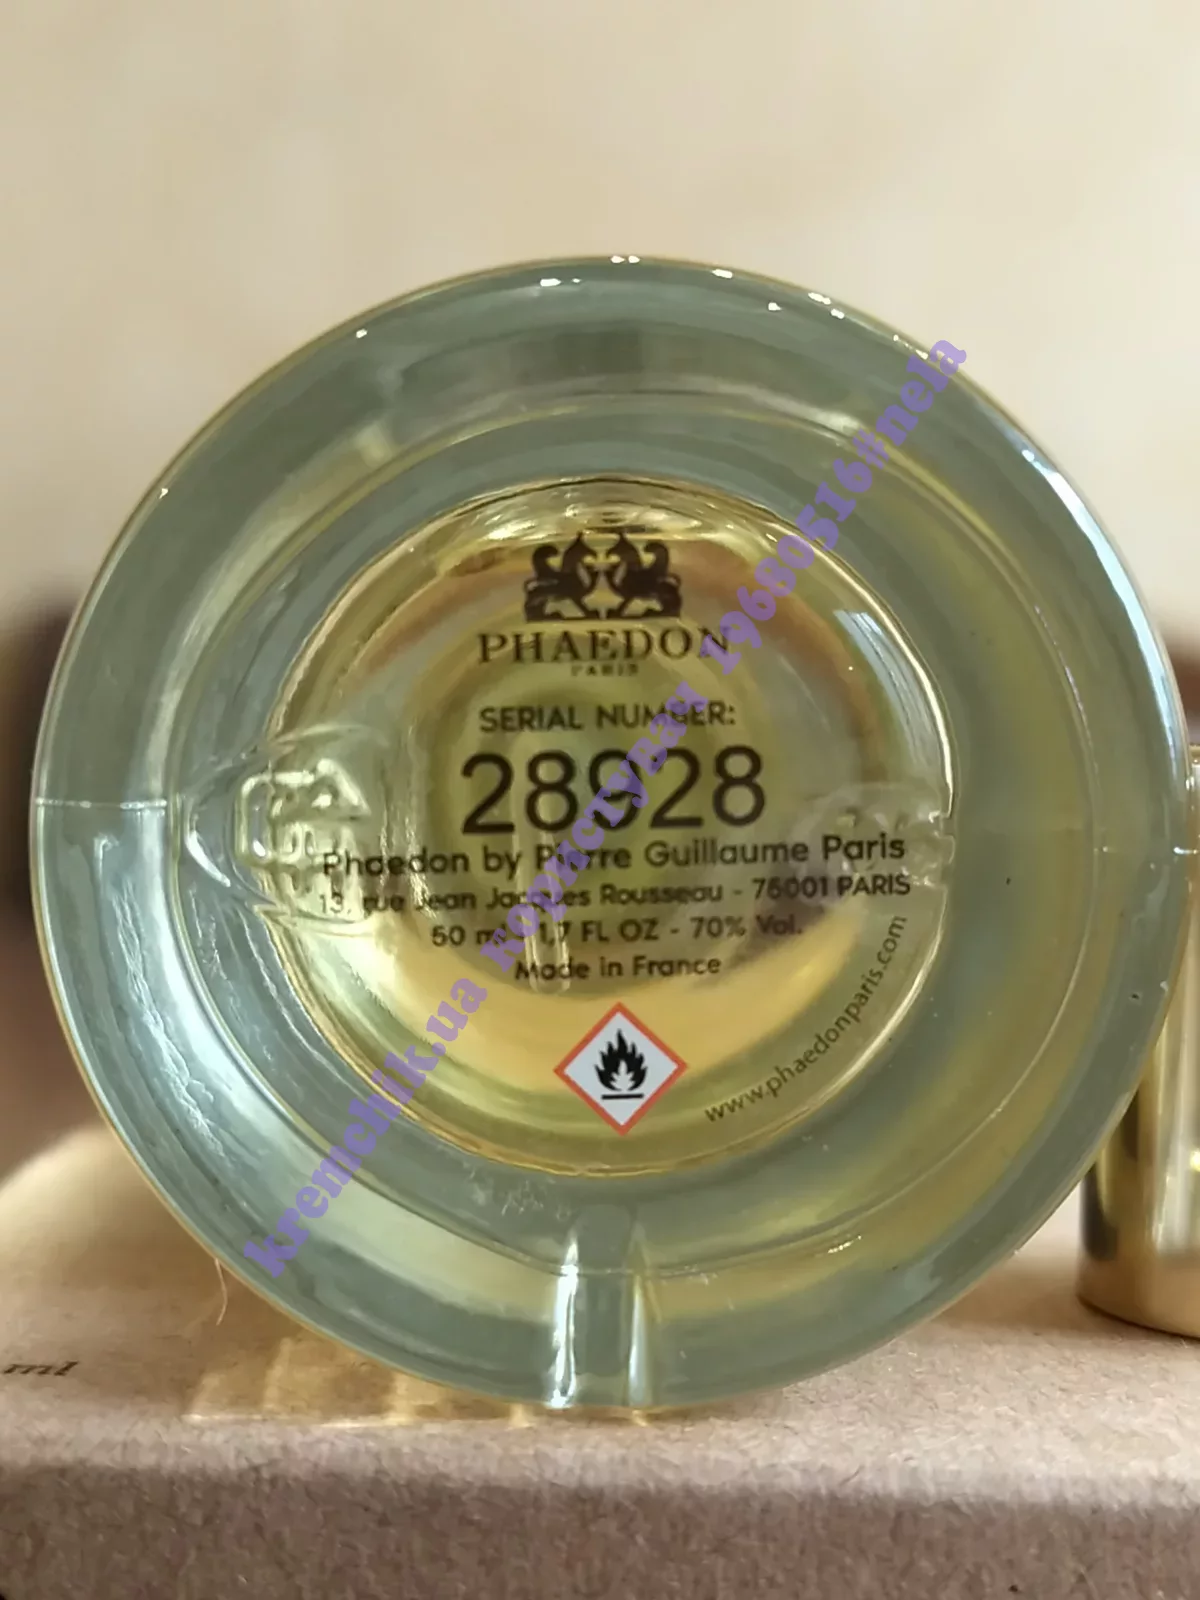 PHAEDON
PARIS
SERIAL NUMBER:
28928
Phaedon by Pierre Guillaume Paris
13, rue Jean Jacques Rousseau - 75001 PARIS
50 ml - 1,7 FL OZ - 70% Vol.
Made in France
www.phaedonparis.com
kremchik.ua користувач 19680516#nela
ml